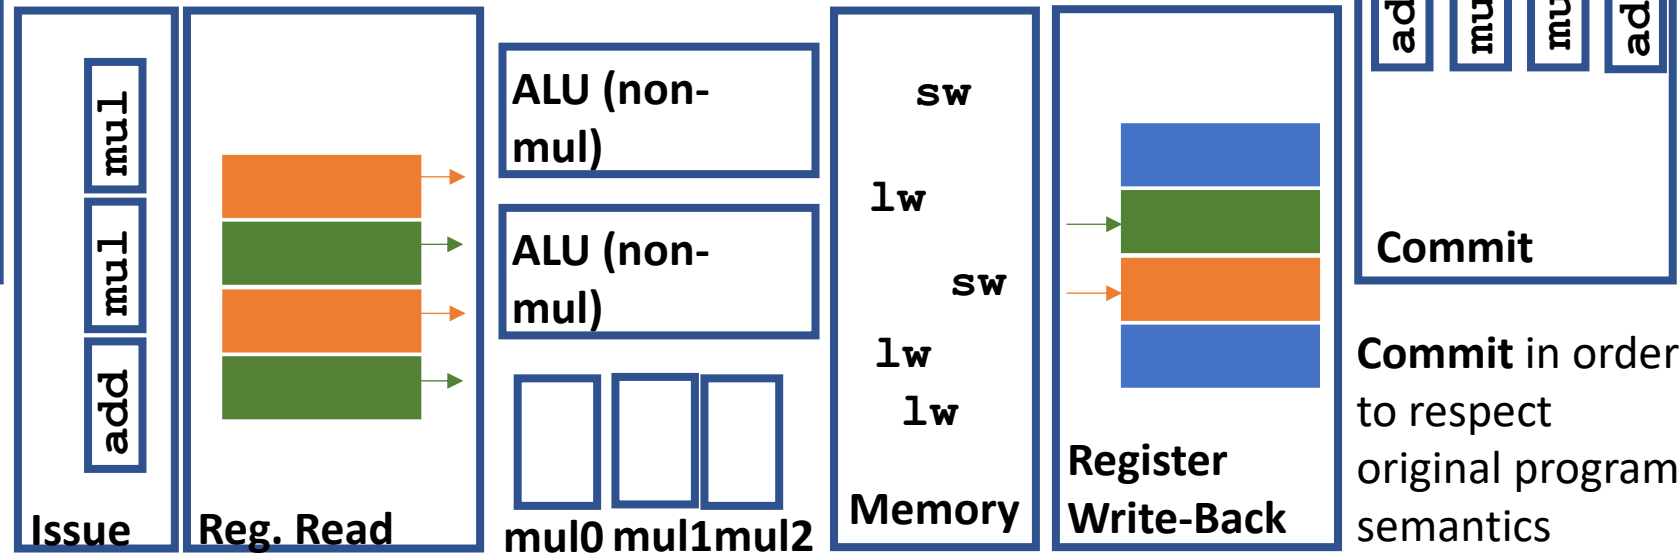 mul
mul
add
Issue
Reg. Read
ALU (non-
mul)
ALU (non-
mul)
mul0 mul1 mul2
sw
lw
sw
lw
lw
Memory
Register
Write-Back
Commit
Commit in order
to respect
original program
semantics